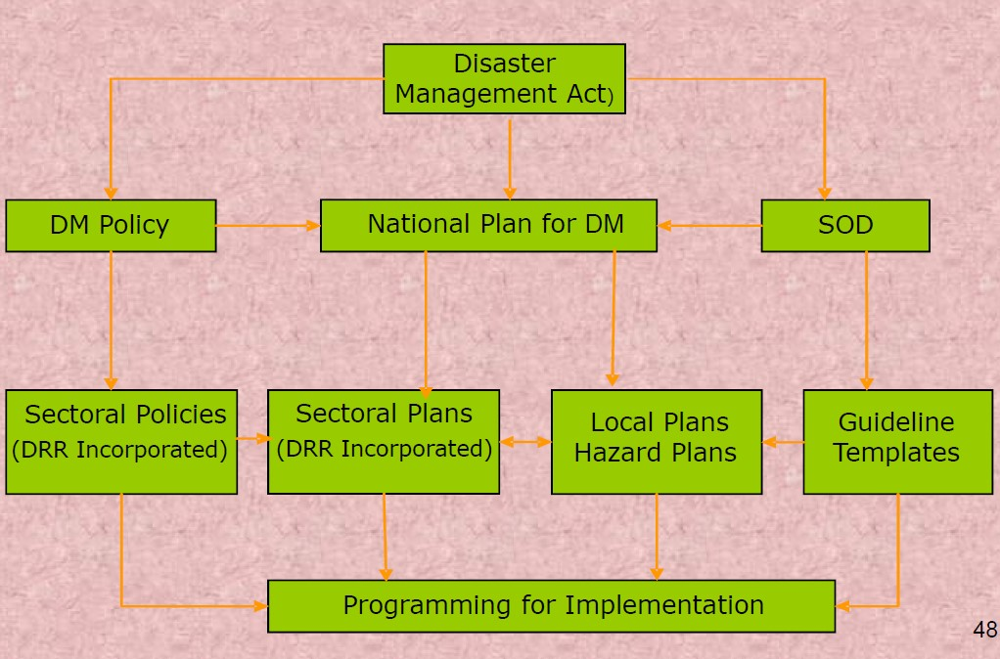 Disaster
Management Act)
DM Policy
National Plan for DM
SOD
Sectoral Policies
(DRR Incorporated)
Sectoral Plans
(DRR Incorporated)
Local Plans
Hazard Plans
Guideline
Templates
Programming for Implementation
48